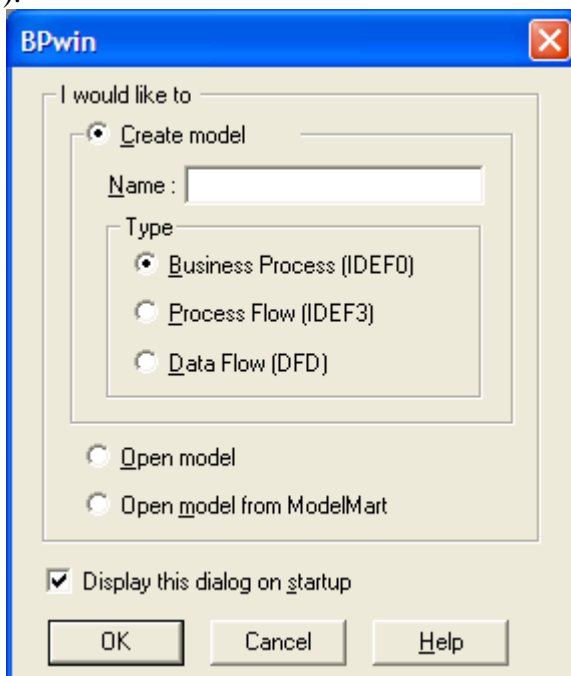 ).
BPwin
I would like to
Create model
Name :
Type
Business Process (IDEF0)
Process Flow (IDEF3)
Data Flow (DFD)
Open model
Open model from ModelMart
Display this dialog on startup
OK Cancel Help